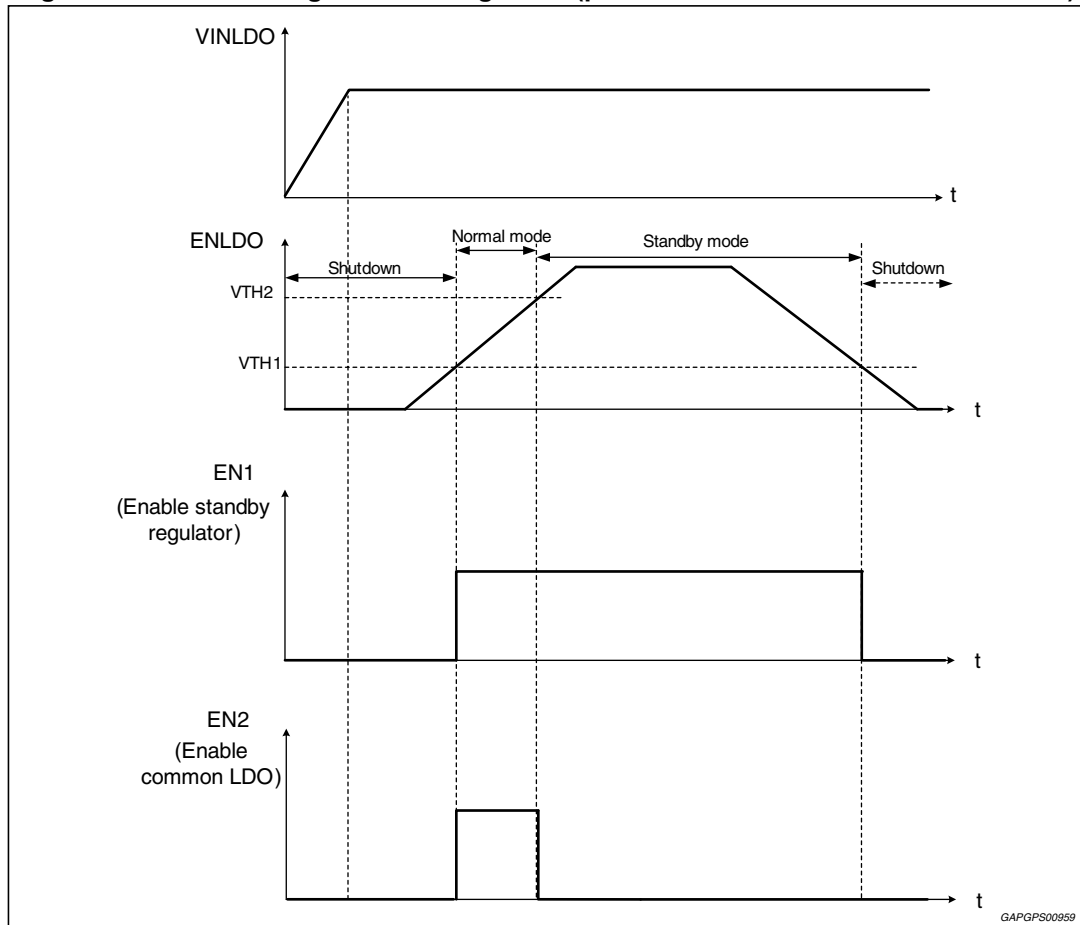 VINLDO
t
ENLDO
Normal mode
Standby mode
Shutdown
Shutdown
VTH2
VTH1
t
EN1
(Enable standby
regulator)
t
EN2
(Enable
common LDO)
t
GAPGPS00959